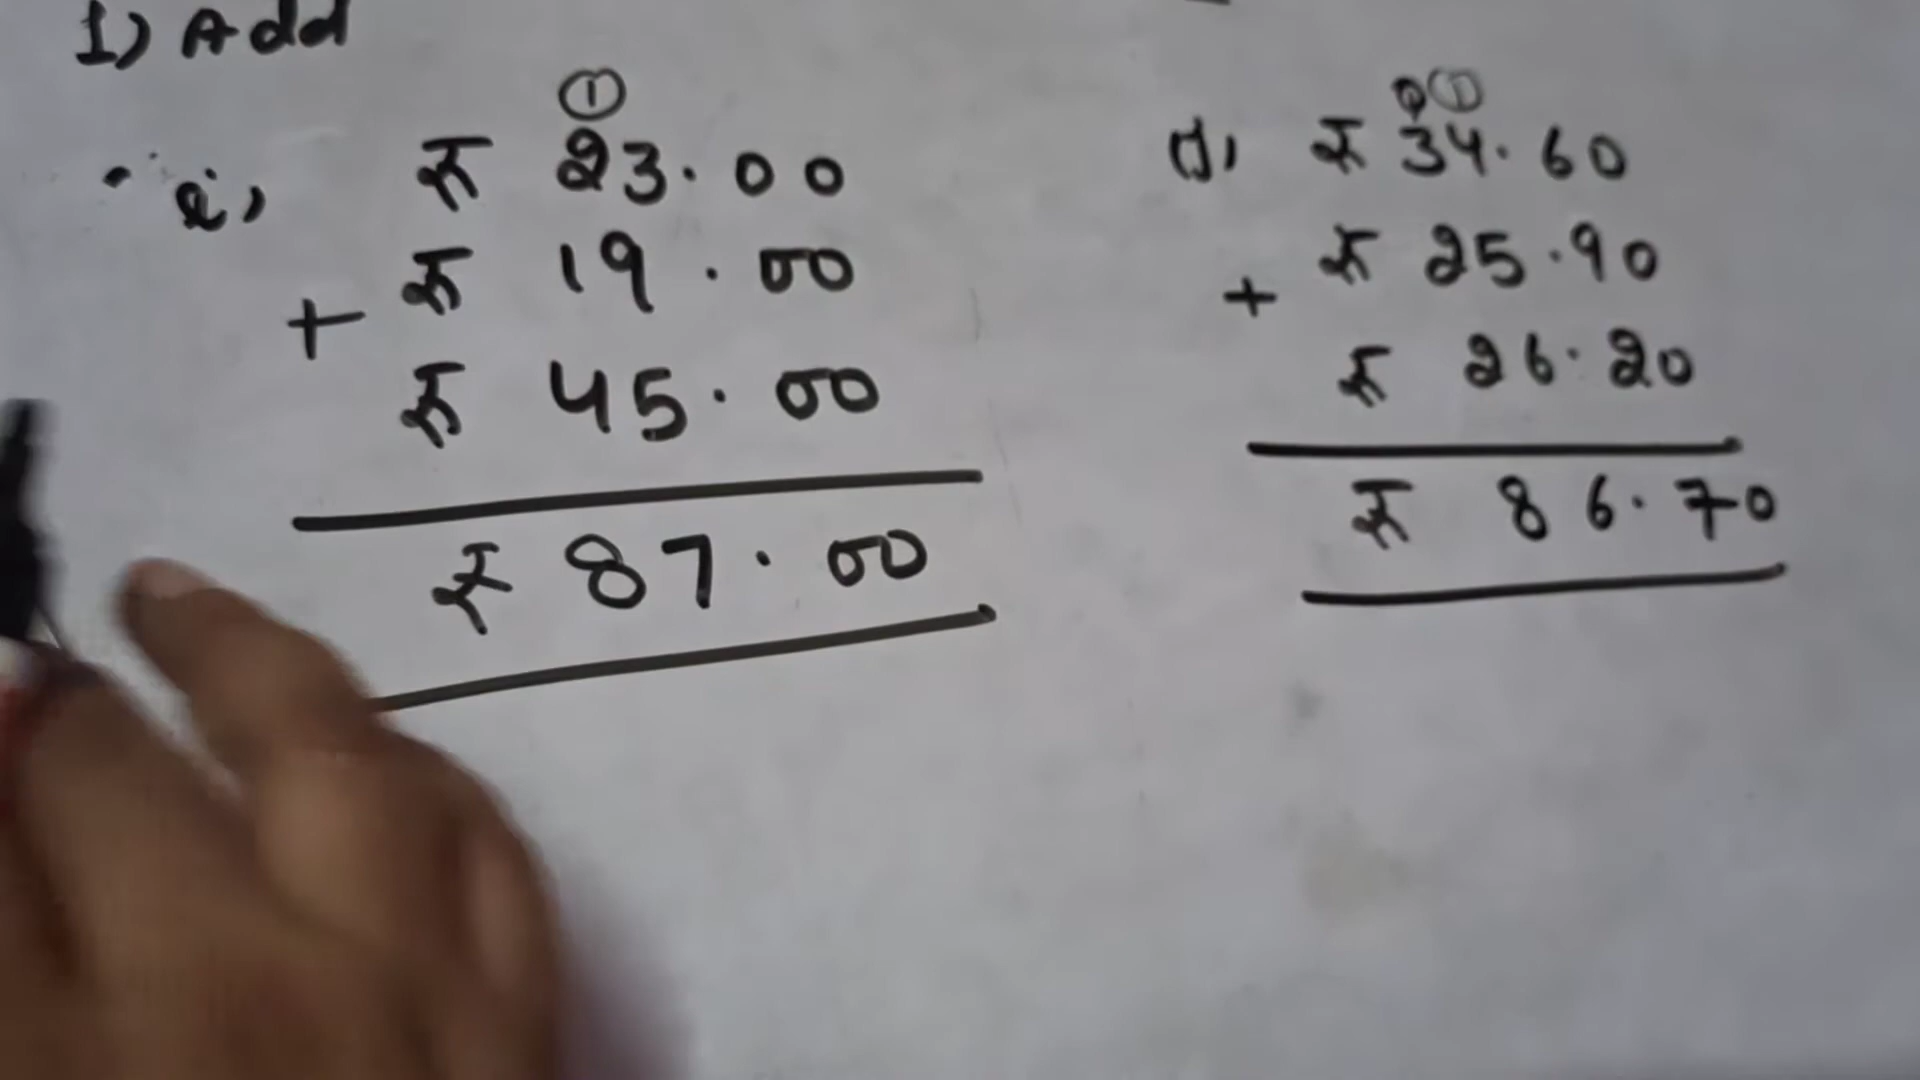 1) Add
①
रु 23.00
रु 19.00
+
रु 45.00
रु 87.00
①
रु 34.60
रु 25.90
+
रु 26.20
रु 86.70